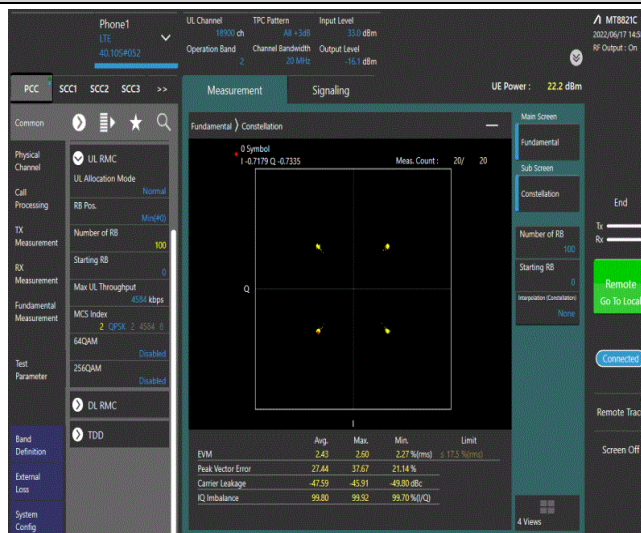 Phone1
LTE
40.10S#052
UL Channel
18900 ch
TPC Pattern
All +3dB
Input Level
33.0 dBm
Operation Band
2
Channel Bandwidth
20 MHz
Output Level
-16.1 dBm
MT8821C
2022/06/17 14:5
RF Output : On
PCC SCC1 SCC2 SCC3 >>
Measurement
Signaling
UE Power : 22.2 dBm
Common
Physical
Channel
Call
Processing
TX
Measurement
RX
Measurement
Fundamental
Measurement
Test
Parameter
Band
Definition
External
Loss
System
Config
UL RMC
UL Allocation Mode
Normal
RB Pos.
Min(#0)
Number of RB
100
Starting RB
0
Max UL Throughput
4584 kbps
MCS Index
2 QPSK 2 4584 8
64QAM
Disabled
256QAM
Disabled
DL RMC
TDD
Fundamental Constellation
0 Symbol
I -0.7179 Q -0.7335
Meas. Count : 20/ 20
Q
I
Avg. Max. Min. Limit
EVM 2.43 2.60 2.27 %(rms) ≤ 17.5 %(rms)
Peak Vector Error 27.44 37.67 21.14 %
Carrier Leakage -47.59 -45.91 -49.80 dBc
IQ Imbalance 99.80 99.92 99.70 %(I/Q)
Main Screen
Fundamental
Sub Screen
Constellation
Number of RB
100
Starting RB
0
Interpolation (Constellation)
None
4 Views
End
Tx
Rx
Remote
Go To Local
Connected
Remote Trac
Screen Off